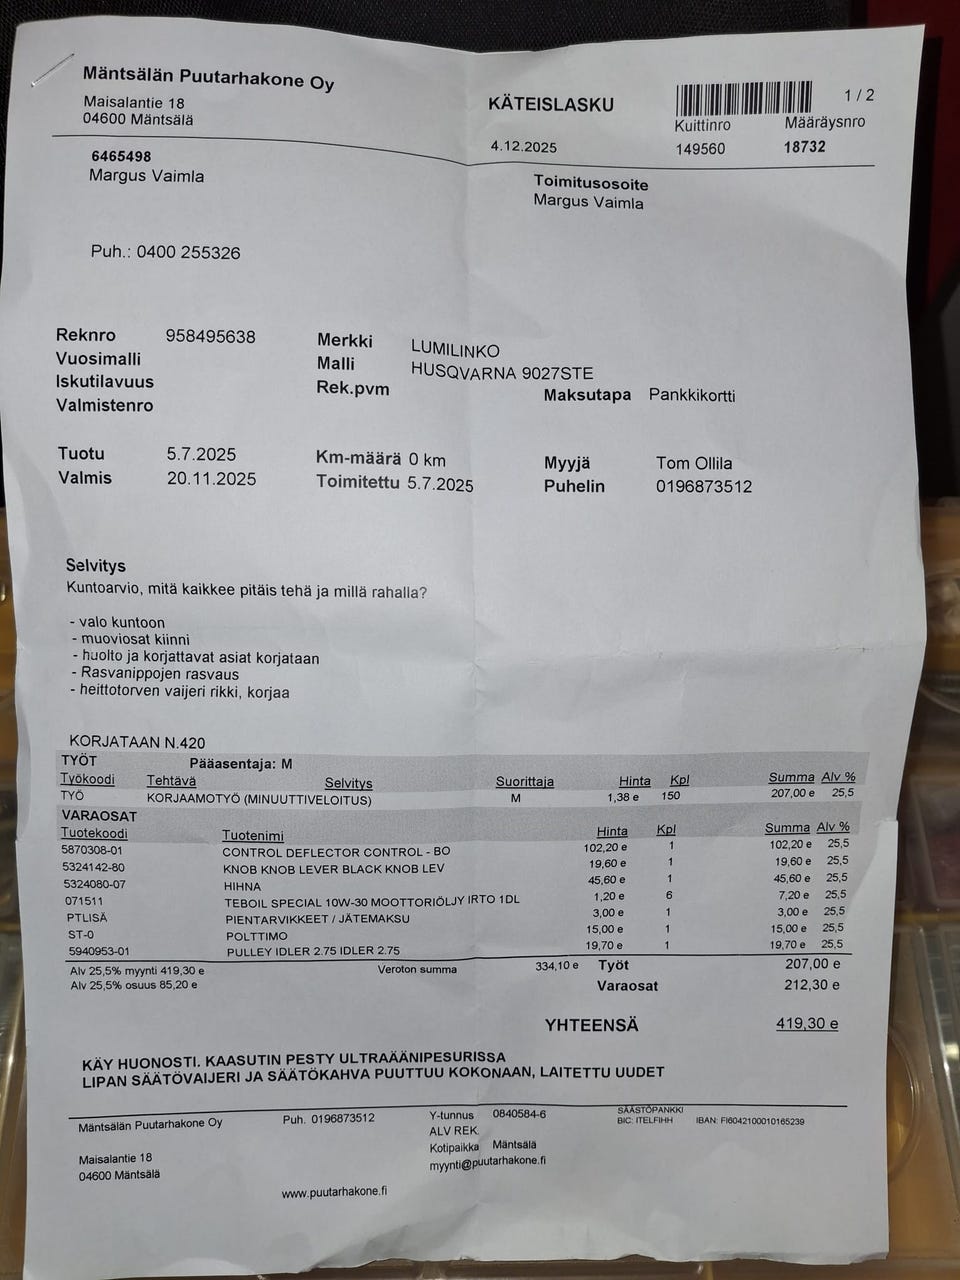 Mäntsälän Puutarhakone Oy
Maisalantie 18
04600 Mäntsälä
KÄTEISLASKU
1 / 2
Kuittinro Määräysnro
4.12.2025 149560 18732
6465498
Margus Vaimla
Toimitusosoite
Margus Vaimla
Puh.: 0400 255326
Reknro 958495638 Merkki LUMILINKO
Vuosimalli Malli HUSQVARNA 9027STE
Iskutilavuus Rek.pvm
Maksutapa Pankkikortti
Valmistenro
Tuotu 5.7.2025 Km-määrä 0 km Myyjä Tom Ollila
Valmis 20.11.2025 Toimitettu 5.7.2025 Puhelin 0196873512
Selvitys
Kuntoarvio, mitä kaikkee pitäis tehä ja millä rahalla?
- valo kuntoon
- muoviosat kiinni
- huolto ja korjattavat asiat korjataan
- Rasvanippojen rasvaus
- heittotorven vaijeri rikki, korjaa
KORJATAAN N.420
TYÖT Pääasentaja: M
Työkoodi Tehtävä Selvitys Suorittaja Hinta Kpl Summa Alv %
TYÖ KORJAAMOTYÖ (MINUUTTIVELOITUS) M 1,38 e 150 207,00 e 25,5
VARAOSAT
Tuotekoodi Tuotenimi Hinta Kpl Summa Alv %
5870308-01 CONTROL DEFLECTOR CONTROL - BO 102,20 e 1 102,20 e 25,5
5324142-80 KNOB KNOB LEVER BLACK KNOB LEV 19,60 e 1 19,60 e 25,5
5324080-07 HIHNA 45,60 e 1 45,60 e 25,5
071511 TEBOIL SPECIAL 10W-30 MOOTTORIÖLJY IRTO 1DL 1,20 e 6 7,20 e 25,5
PTLISÄ PIENTARVIKKEET / JÄTEMAKSU 3,00 e 1 3,00 e 25,5
ST-0 POLTTIMO 15,00 e 1 15,00 e 25,5
5940953-01 PULLEY IDLER 2.75 IDLER 2.75 19,70 e 1 19,70 e 25,5
Alv 25,5% myynti 419,30 e Veroton summa 334,10 e Työt 207,00 e
Alv 25,5% osuus 85,20 e Varaosat 212,30 e
YHTEENSÄ 419,30 e
KÄY HUONOSTI. KAASUTIN PESTY ULTRAÄÄNIPESURISSA
LIPAN SÄÄTÖVAIJERI JA SÄÄTÖKAHVA PUUTTUU KOKONAAN, LAITETTU UUDET
Mäntsälän Puutarhakone Oy Puh. 0196873512 Y-tunnus 0840584-6 SÄÄSTÖPANKKI
BIC: ITELFIHH IBAN: FI6042100010165239
ALV REK.
Maisalantie 18 Kotipaikka Mäntsälä
04600 Mäntsälä myynti@puutarhakone.fi
www.puutarhakone.fi